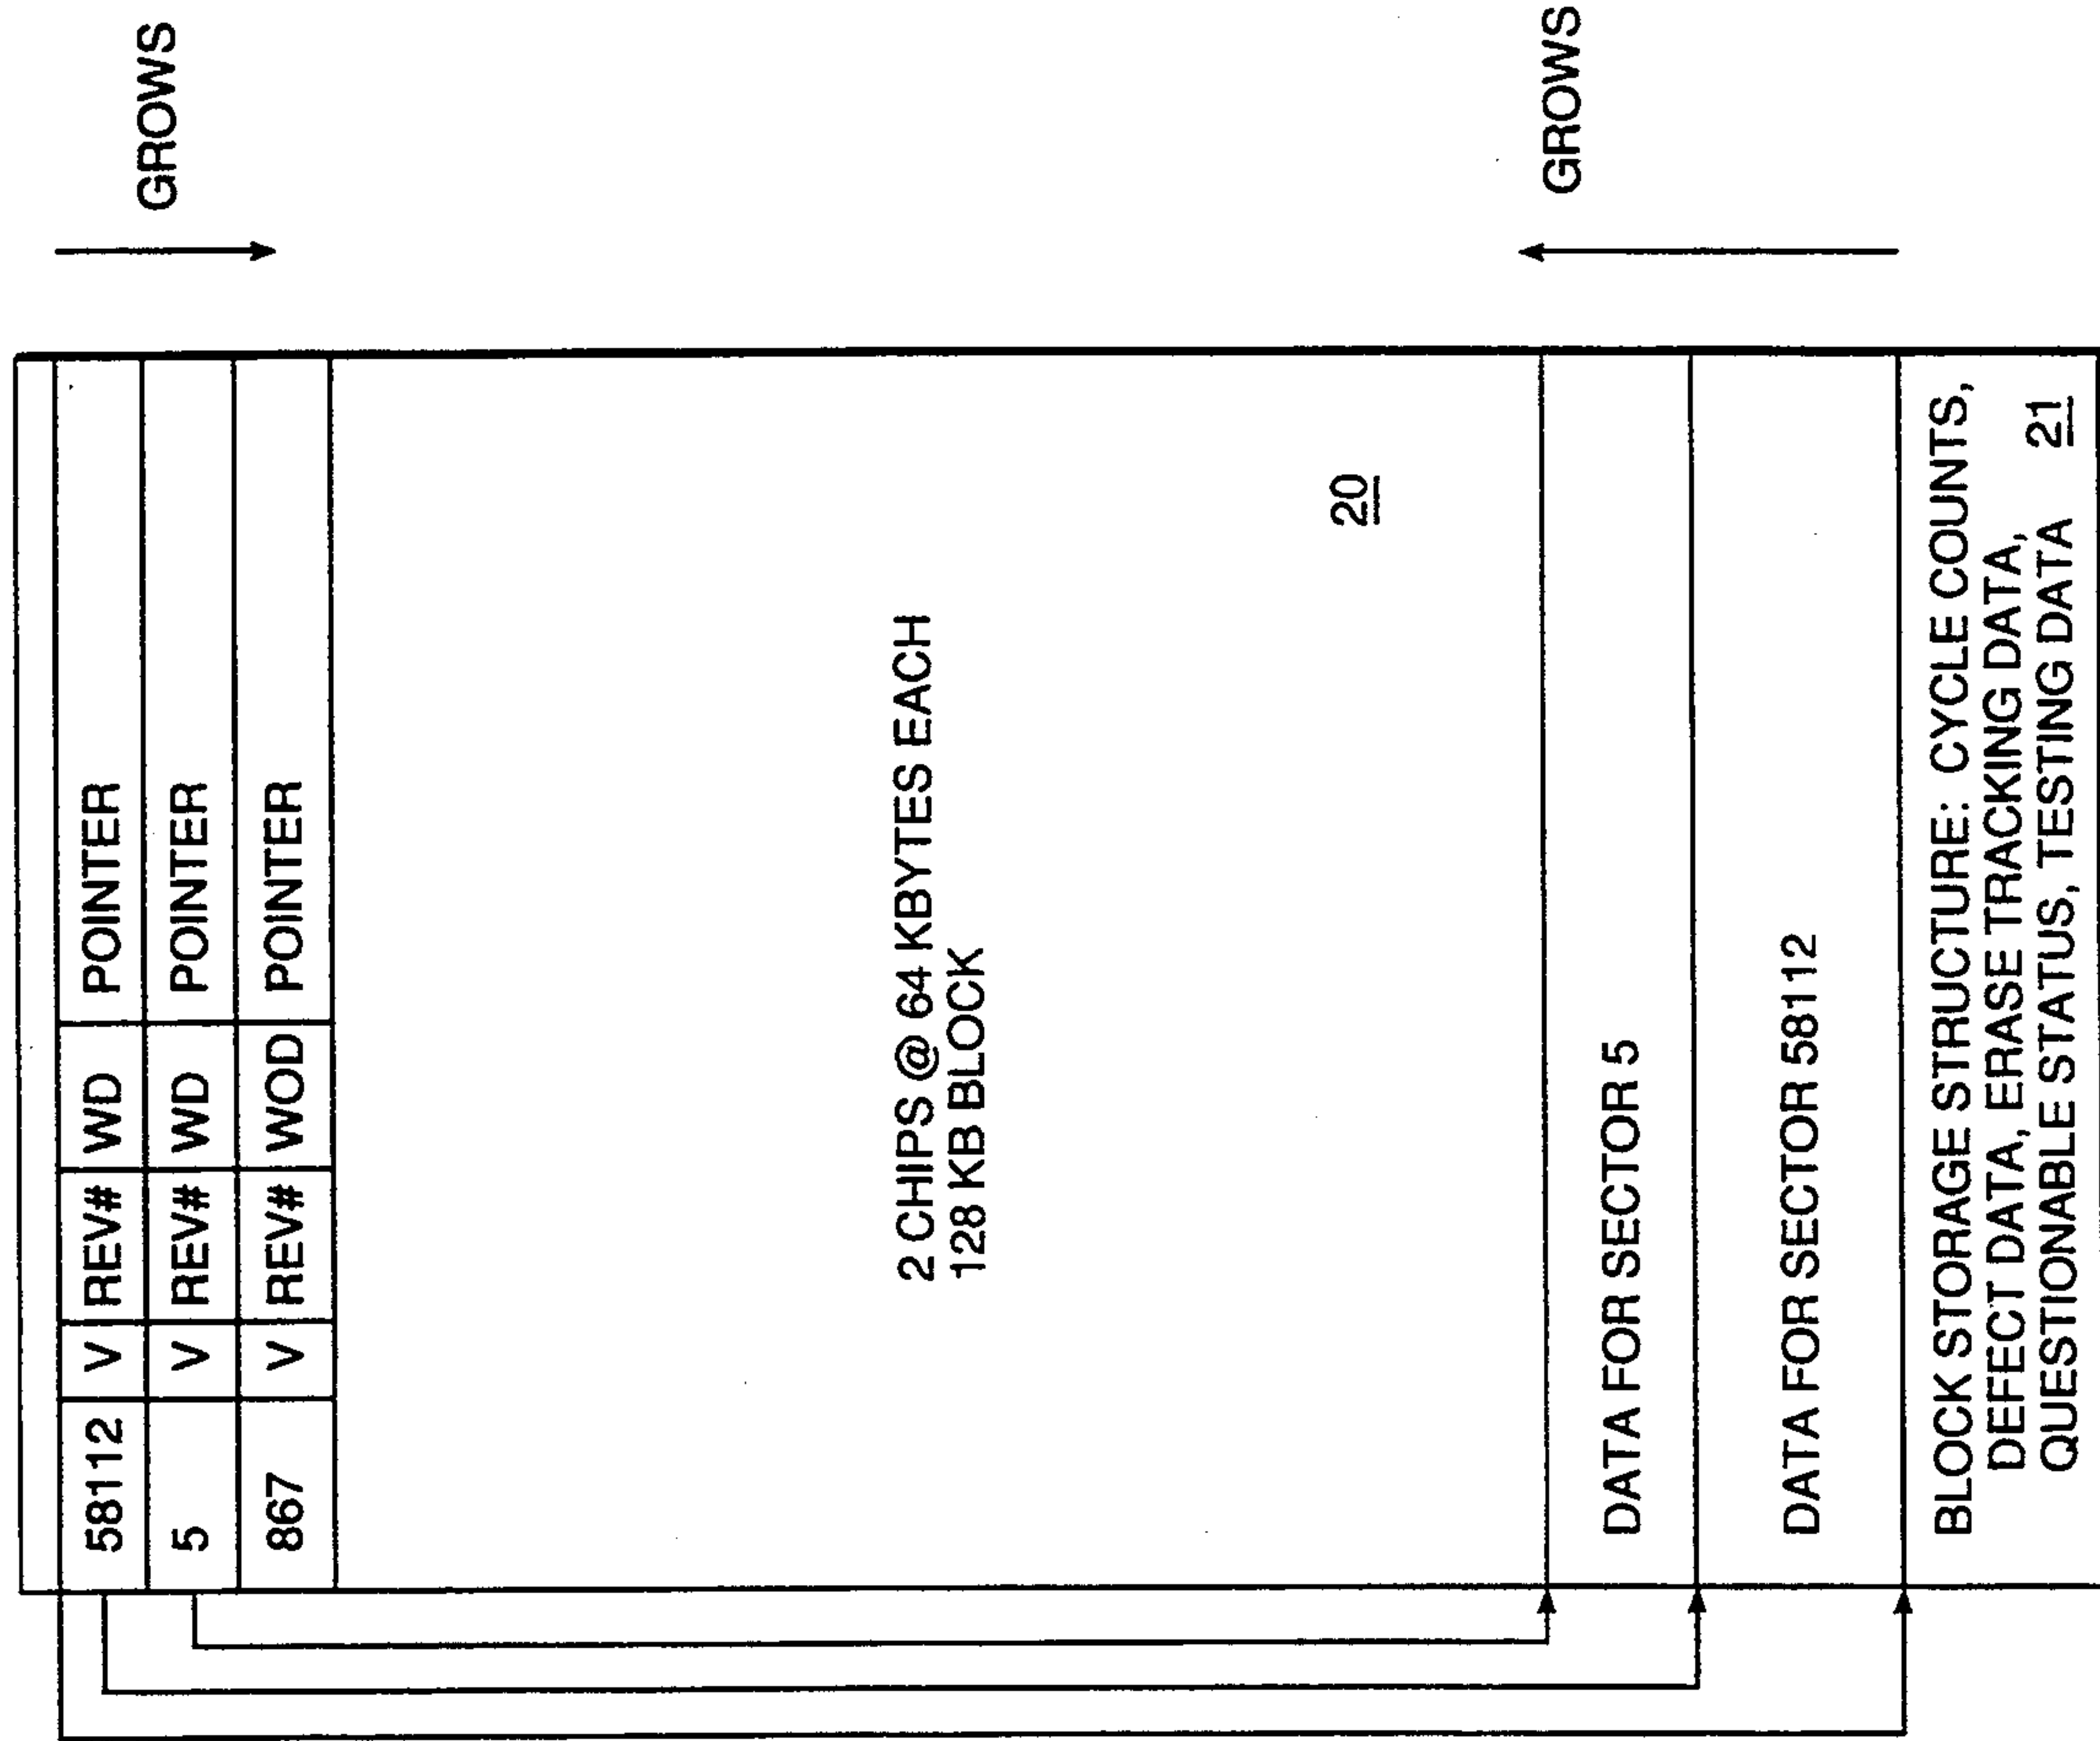 GROWS
58112 V REV# WD POINTER
5 V REV# WD POINTER
867 V REV# WOD POINTER
2 CHIPS @ 64 KBYTES EACH
128 KB BLOCK
20
GROWS
DATA FOR SECTOR 5
DATA FOR SECTOR 58112
BLOCK STORAGE STRUCTURE: CYCLE COUNTS,
DEFECT DATA, ERASE TRACKING DATA,
QUESTIONABLE STATUS, TESTING DATA 21